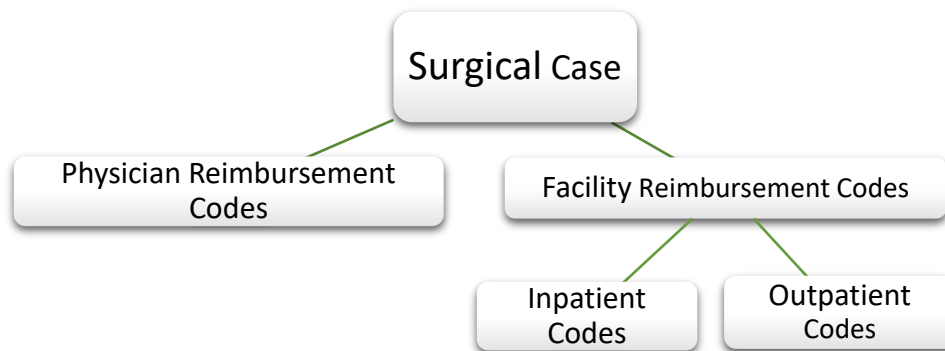 Surgical Case
Physician Reimbursement
Codes
Facility Reimbursement Codes
Inpatient
Codes
Outpatient
Codes